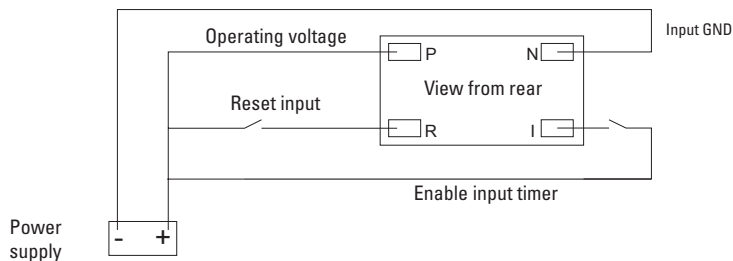 Operating voltage
Input GND
P
N
View from rear
Reset input
R
I
Enable input timer
Power
supply
-
+